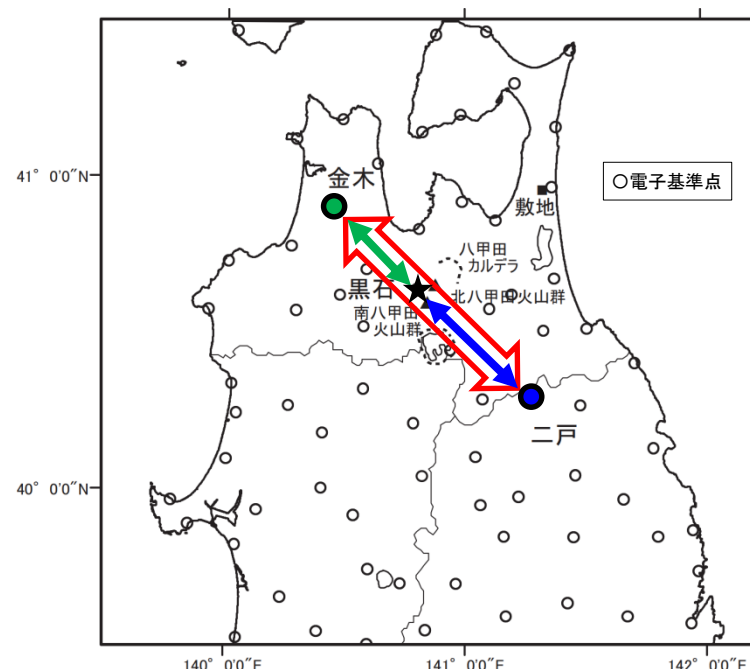 41° 0'0"N
金木
○電子基準点
敷地
八甲田
カルデラ
黒石
北八甲田火山群
南八甲田
火山群
二戸
40° 0'0"N
140° 0'0"E
141° 0'0"E
142° 0'0"E